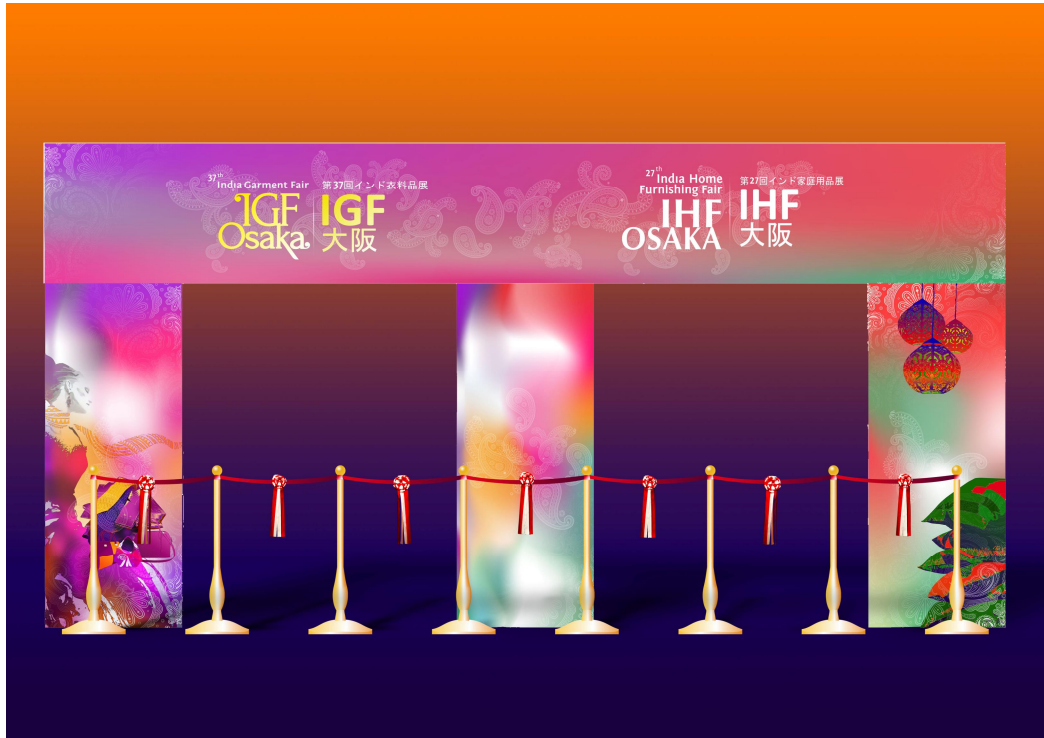 37th
India Garment Fair
IGF
Osaka
第37回インド衣料品展
IGF
大阪
27th
India Home
Furnishing Fair
IHF
OSAKA
第27回インド家庭用品展
IHF
大阪